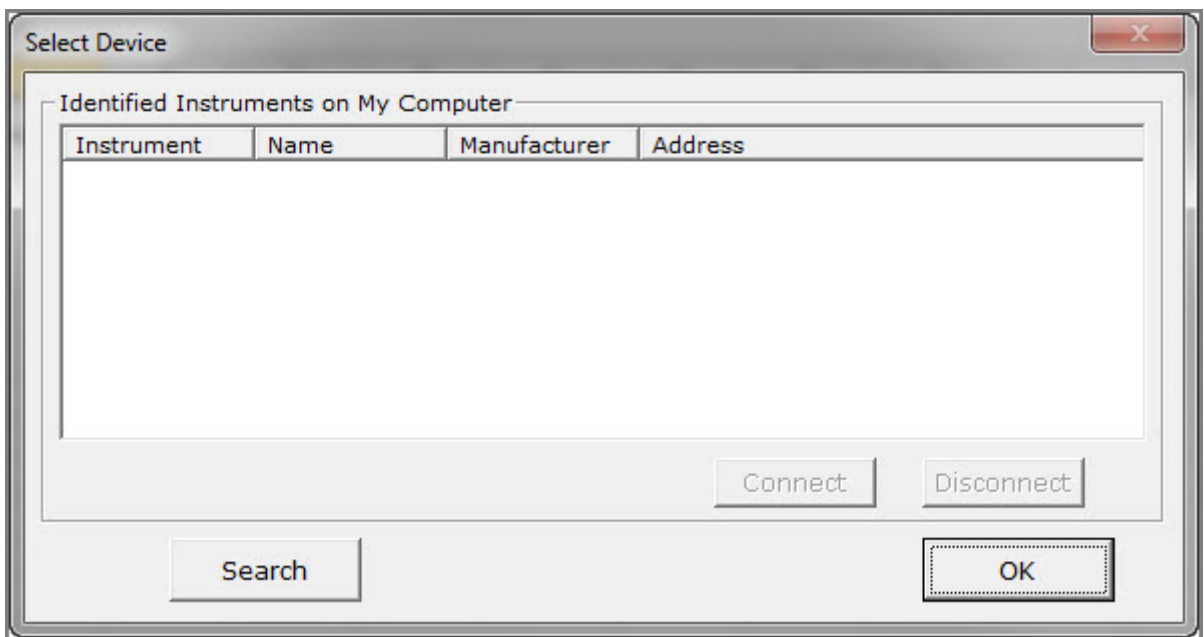 Select Device
Identified Instruments on My Computer
Instrument Name Manufacturer Address
Connect Disconnect
Search OK